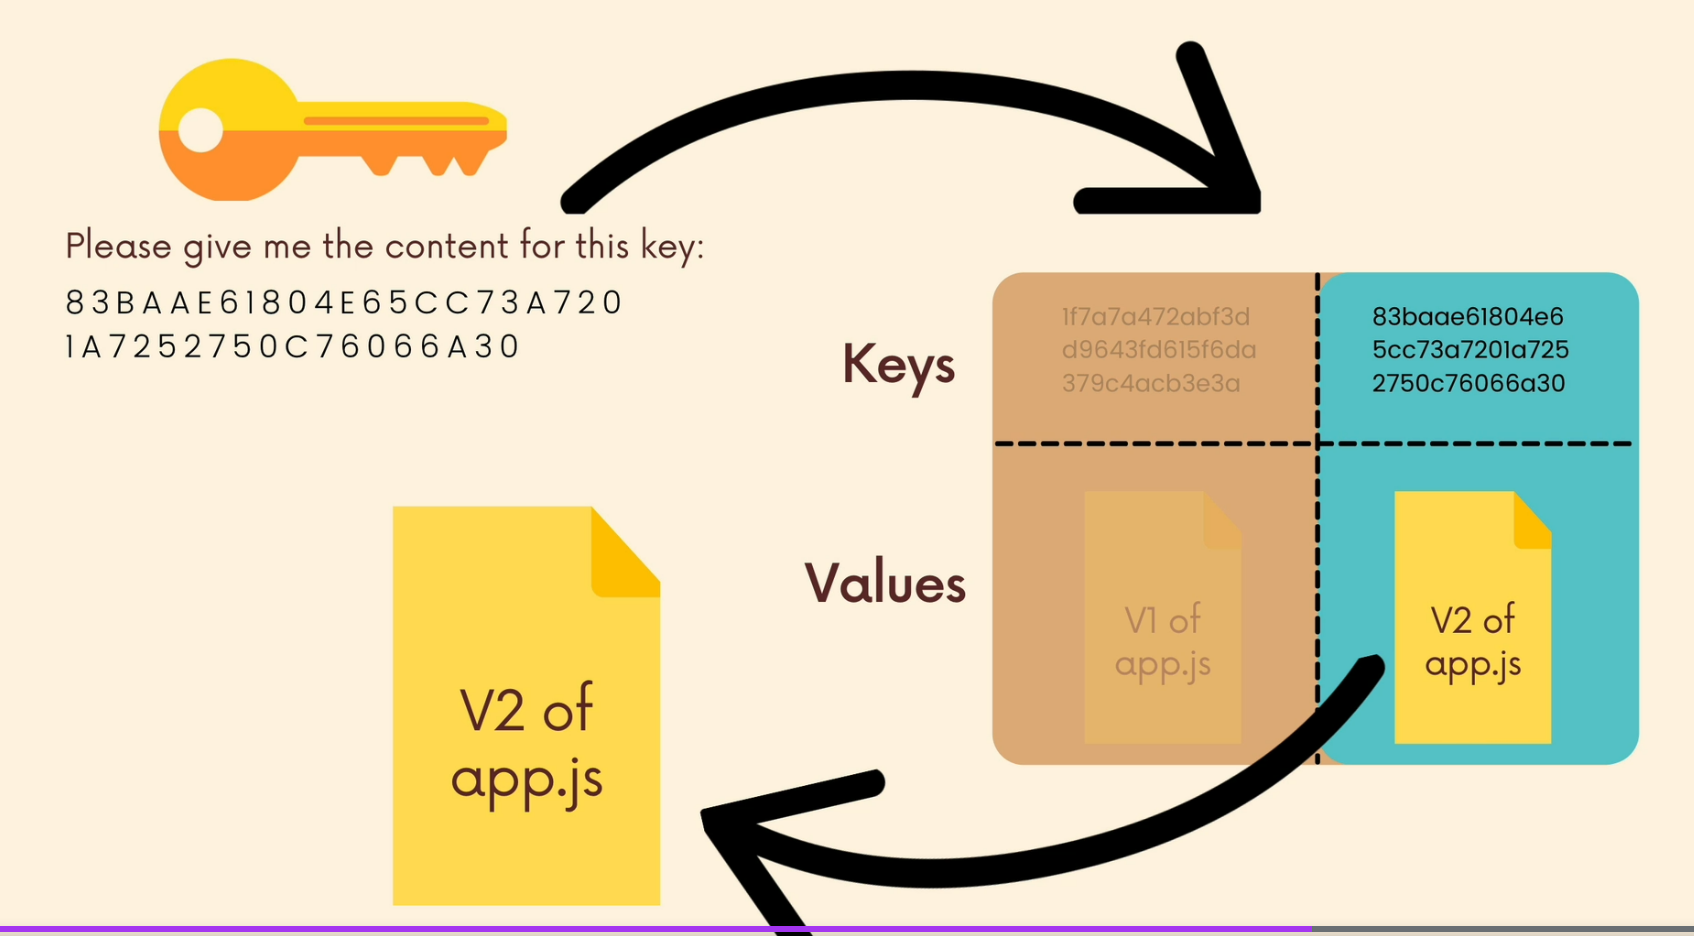 Please give me the content for this key:
83BAAE61804E65CC73A720
1A7252750C76066A30
Keys
1f7a7a472abf3d
d9643fd615f6da
379c4acb3e3a
83baae61804e6
5cc73a7201a725
2750c76066a30
Values
V1 of
app.js
V2 of
app.js
V2 of
app.js